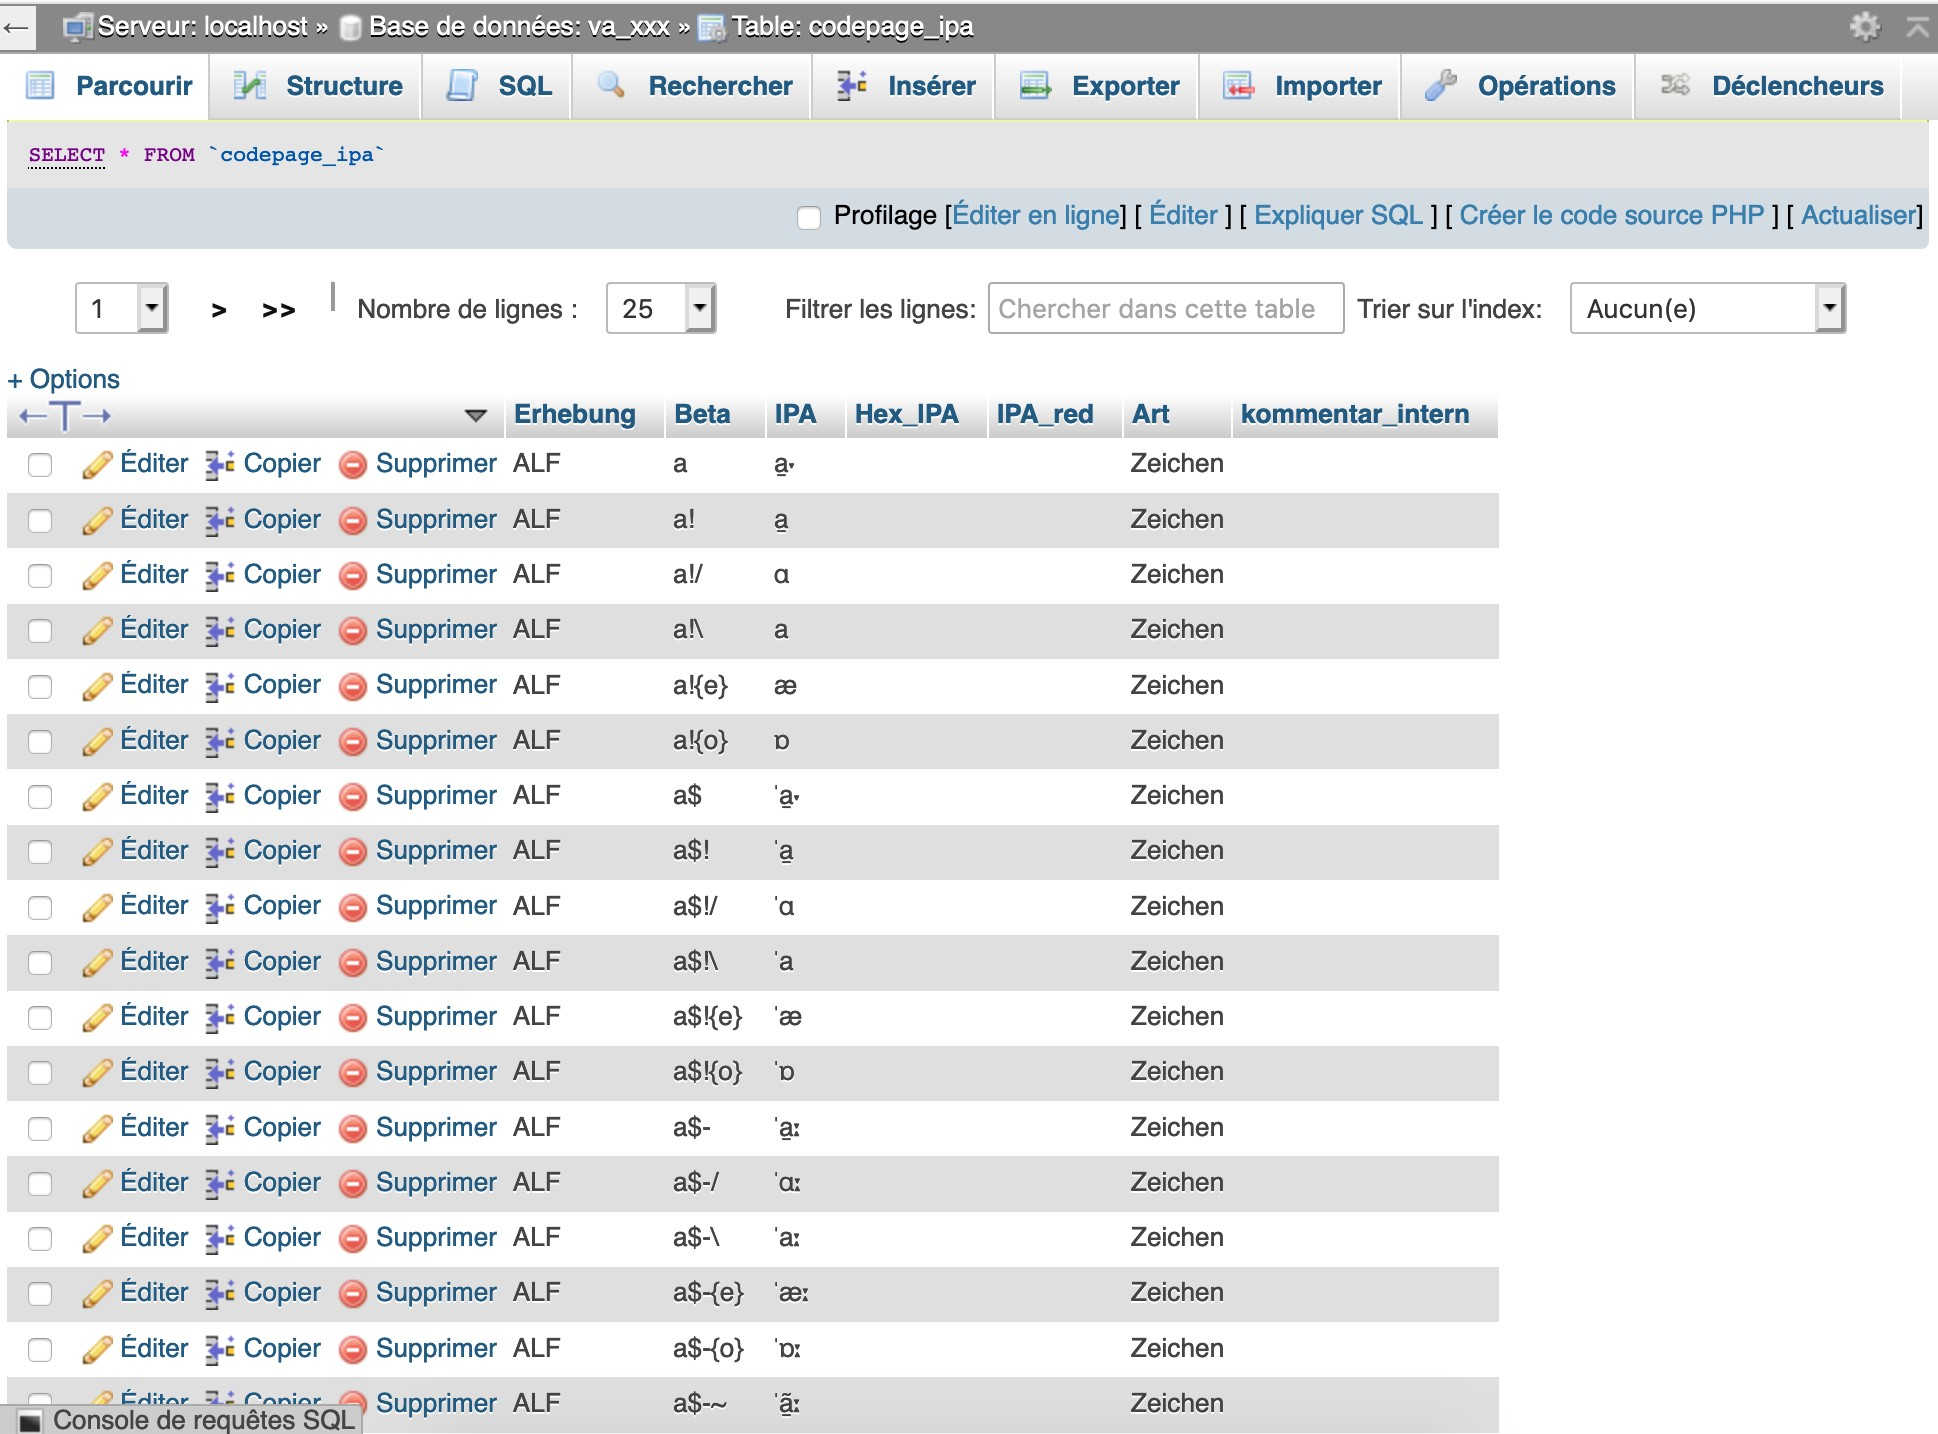 ← Serveur: localhost » Base de données: va_xxx » Table: codepage_ipa
Parcourir Structure SQL Rechercher Insérer Exporter Importer Opérations Déclencheurs
SELECT * FROM `codepage_ipa`
Profilage [Éditer en ligne] [ Éditer ] [ Expliquer SQL ] [ Créer le code source PHP ] [ Actualiser]
1 > >> Nombre de lignes : 25 Filtrer les lignes: Chercher dans cette table Trier sur l'index: Aucun(e)
+ Options
←T→ Erhebung Beta IPA Hex_IPA IPA_red Art kommentar_intern
Éditer Copier Supprimer ALF a a̠ˑ Zeichen
Éditer Copier Supprimer ALF a! a̠ Zeichen
Éditer Copier Supprimer ALF a!/ ɑ Zeichen
Éditer Copier Supprimer ALF a!\ a Zeichen
Éditer Copier Supprimer ALF a!{e} æ Zeichen
Éditer Copier Supprimer ALF a!{o} ɒ Zeichen
Éditer Copier Supprimer ALF a$ ˈa̠ˑ Zeichen
Éditer Copier Supprimer ALF a$! ˈa̠ Zeichen
Éditer Copier Supprimer ALF a$!/ ˈɑ Zeichen
Éditer Copier Supprimer ALF a$!\ ˈa Zeichen
Éditer Copier Supprimer ALF a$!{e} ˈæ Zeichen
Éditer Copier Supprimer ALF a$!{o} ˈɒ Zeichen
Éditer Copier Supprimer ALF a$- ˈa̠ː Zeichen
Éditer Copier Supprimer ALF a$-/ ˈɑː Zeichen
Éditer Copier Supprimer ALF a$-\ ˈaː Zeichen
Éditer Copier Supprimer ALF a$-{e} ˈæː Zeichen
Éditer Copier Supprimer ALF a$-{o} ˈɒː Zeichen
Éditer Copier Supprimer ALF a$-~ ˈã̠ː Zeichen
Console de requêtes SQL